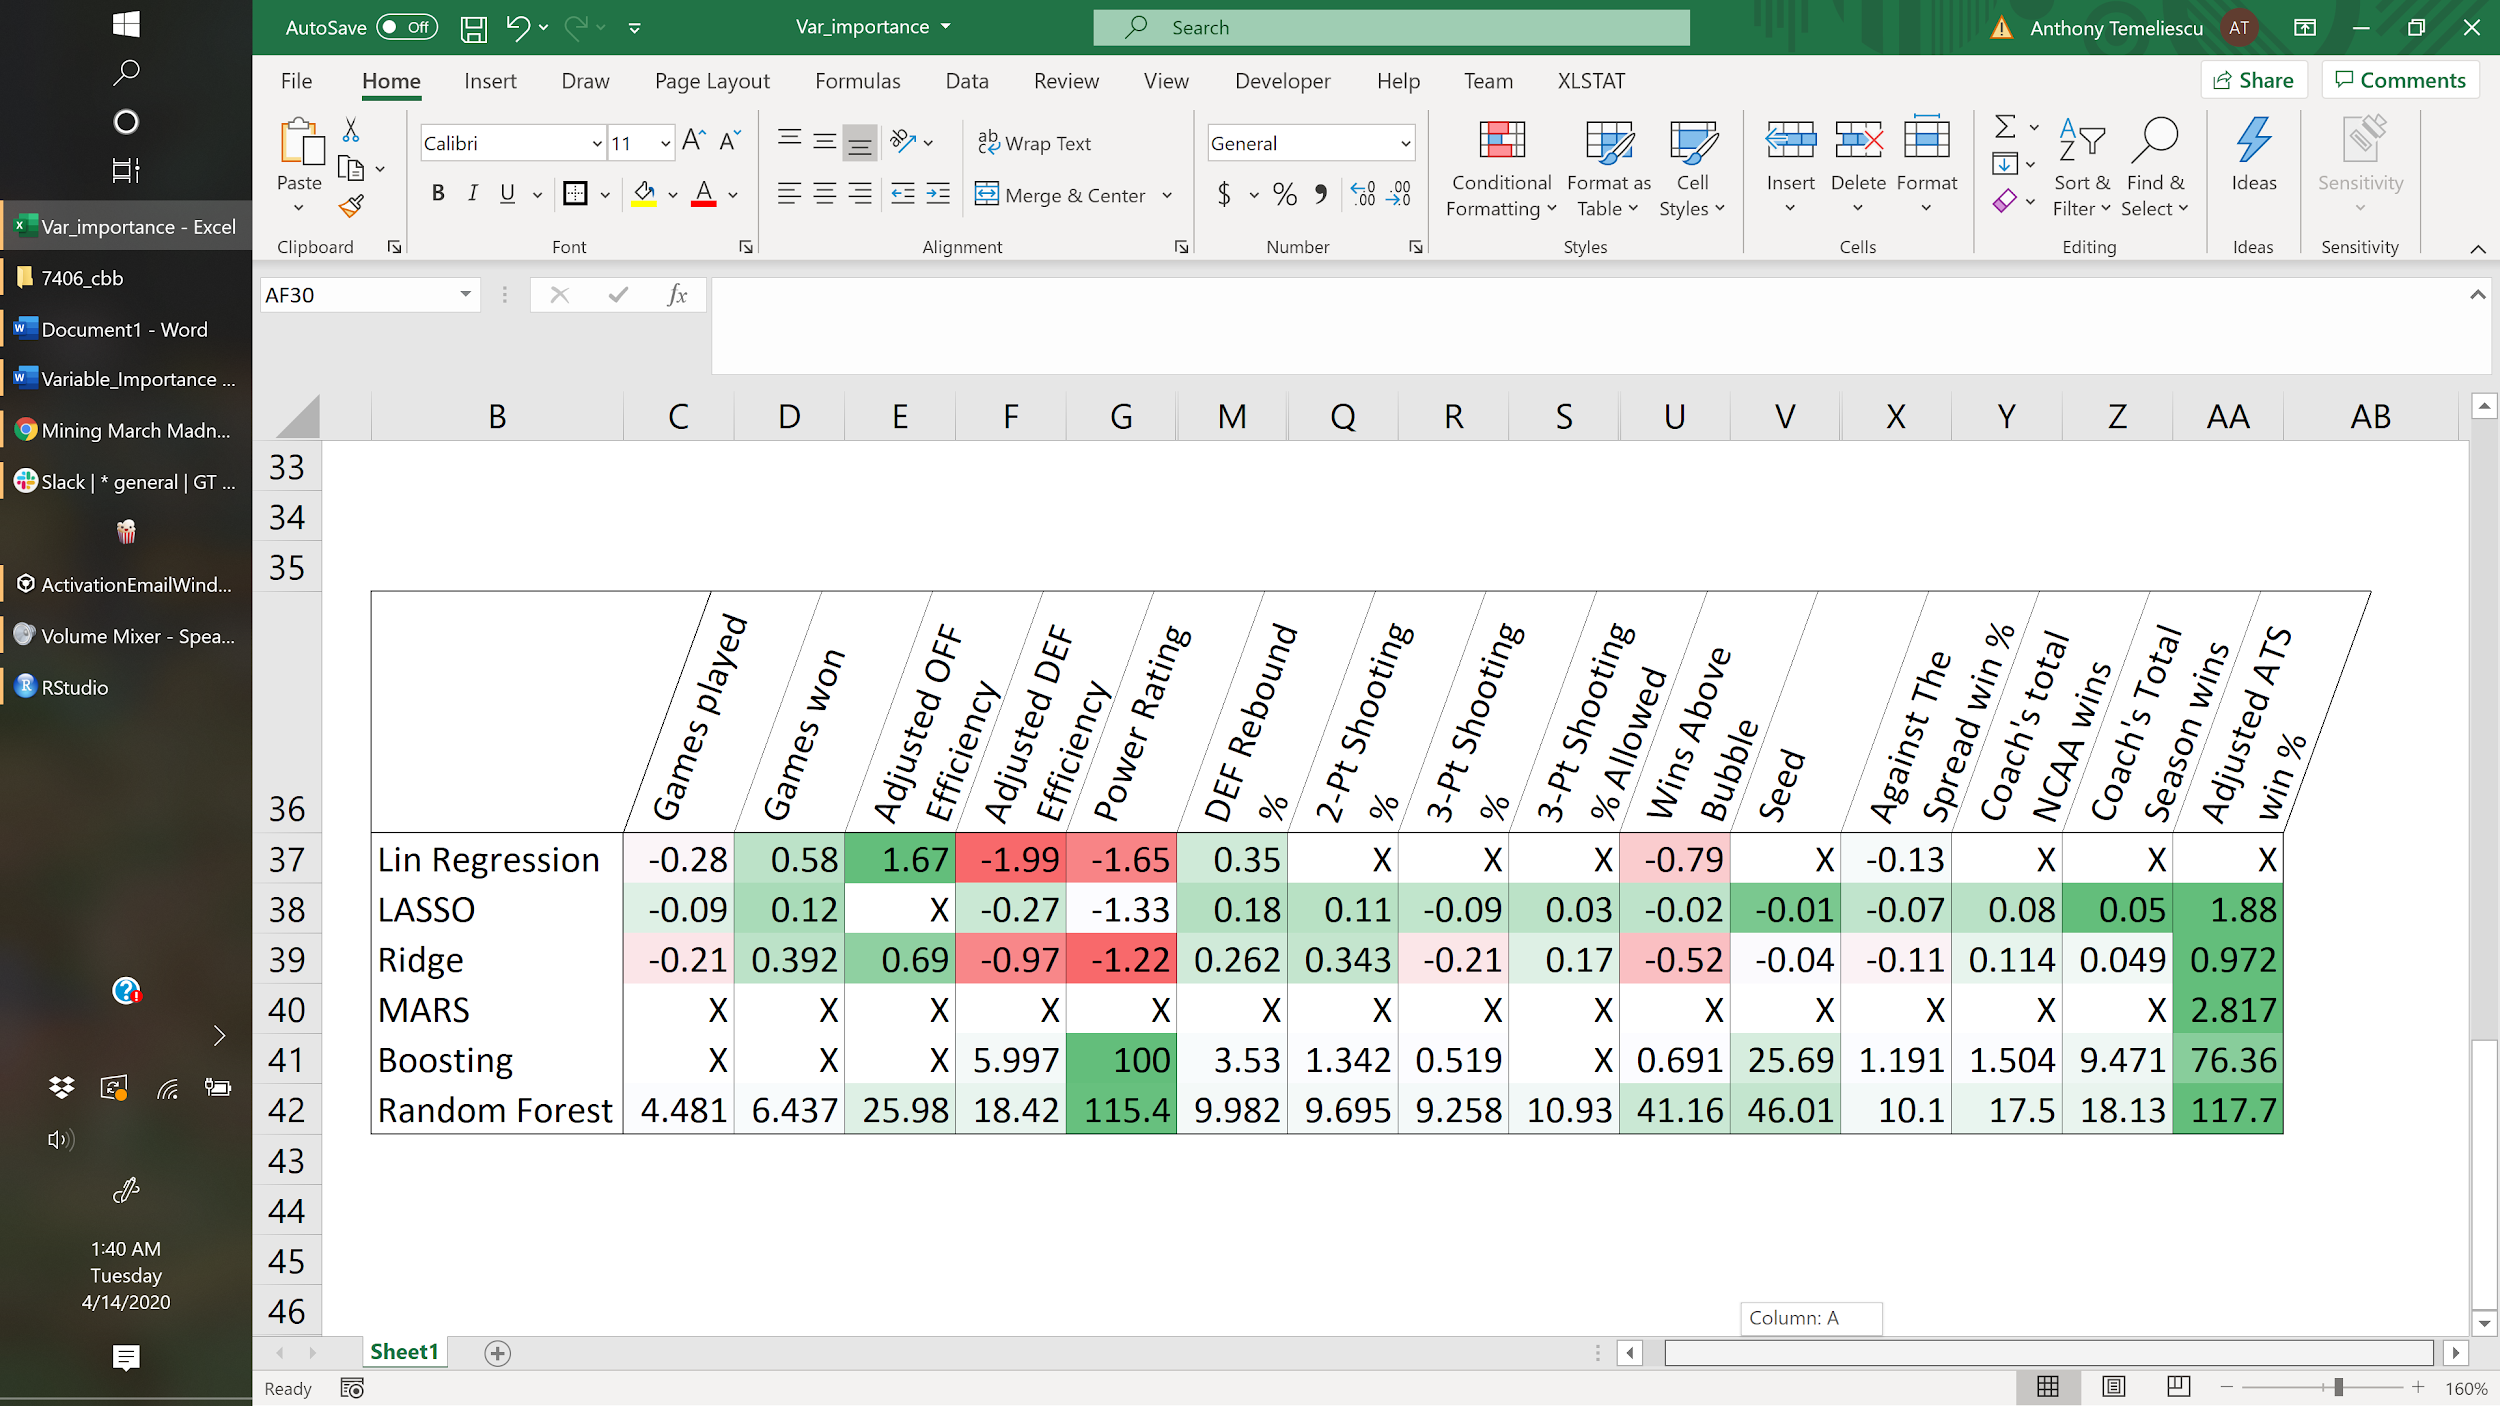 AutoSave Off
Var_importance
Search
Anthony Temeliescu AT
File Home Insert Draw Page Layout Formulas Data Review View Developer Help Team XLSTAT
Share Comments
Paste
Clipboard
Calibri 11
B I U
Font
Wrap Text
Merge & Center
Alignment
General
$ % 9
Number
Conditional Formatting
Format as Table
Cell Styles
Styles
Insert Delete Format
Cells
Sort & Filter
Find & Select
Editing
Ideas
Ideas
Sensitivity
Sensitivity
Var_importance - Excel
7406_cbb
Document1 - Word
Variable_Importance ...
Mining March Madn...
Slack | * general | GT ...
ActivationEmailWind...
Volume Mixer - Spea...
RStudio
1:40 AM
Tuesday
4/14/2020
AF30
fx
B C D E F G M Q R S U V X Y Z AA AB
33
34
35
36
Games played
Games won
Adjusted OFF Efficiency
Adjusted DEF Efficiency
Power Rating
DEF Rebound %
2-Pt Shooting %
3-Pt Shooting %
3-Pt Shooting % Allowed
Wins Above Bubble
Seed
Against The Spread win %
Coach's total NCAA wins
Coach's Total Season wins
Adjusted ATS win %
37 Lin Regression -0.28 0.58 1.67 -1.99 -1.65 0.35 X X X -0.79 X -0.13 X X X
38 LASSO -0.09 0.12 X -0.27 -1.33 0.18 0.11 -0.09 0.03 -0.02 -0.01 -0.07 0.08 0.05 1.88
39 Ridge -0.21 0.392 0.69 -0.97 -1.22 0.262 0.343 -0.21 0.17 -0.52 -0.04 -0.11 0.114 0.049 0.972
40 MARS X X X X X X X X X X X X X X 2.817
41 Boosting X X X 5.997 100 3.53 1.342 0.519 X 0.691 25.69 1.191 1.504 9.471 76.36
42 Random Forest 4.481 6.437 25.98 18.42 115.4 9.982 9.695 9.258 10.93 41.16 46.01 10.1 17.5 18.13 117.7
43
44
45
46
Column: A
Sheet1
Ready
160%